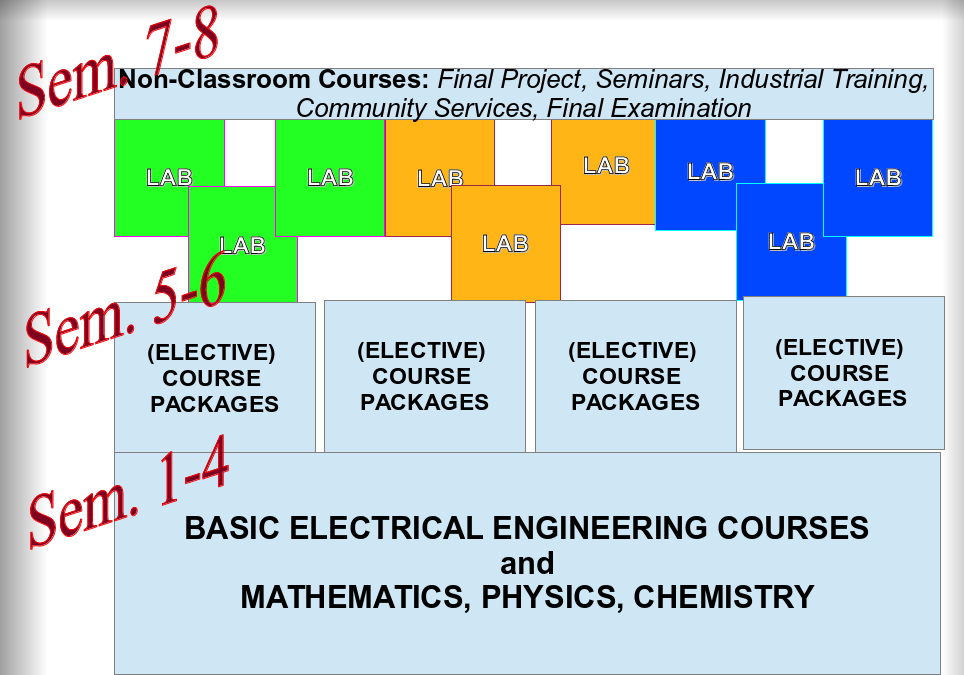 Sem. 7-8
Non-Classroom Courses: Final Project, Seminars, Industrial Training,
Community Services, Final Examination
LAB
LAB
LAB
LAB
LAB
LAB
LAB
LAB
LAB
Sem. 5-6
(ELECTIVE)
COURSE
PACKAGES
(ELECTIVE)
COURSE
PACKAGES
(ELECTIVE)
COURSE
PACKAGES
(ELECTIVE)
COURSE
PACKAGES
Sem. 1-4
BASIC ELECTRICAL ENGINEERING COURSES
and
MATHEMATICS, PHYSICS, CHEMISTRY